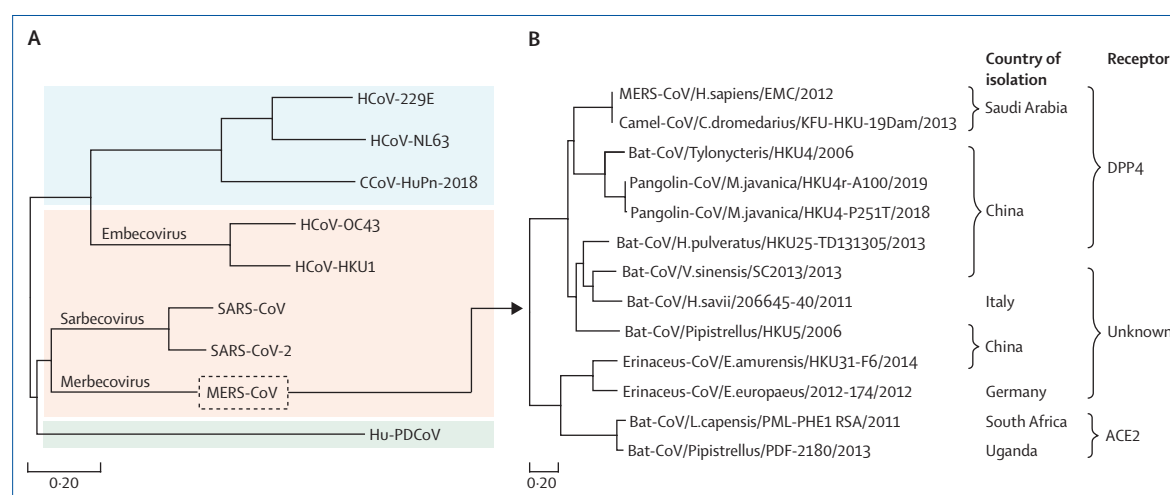 A
HCoV-229E
HCoV-NL63
CCoV-HuPn-2018
HCoV-OC43
Embecovirus
HCoV-HKU1
SARS-CoV
Sarbecovirus
SARS-CoV-2
Merbecovirus
MERS-CoV
Hu-PDCoV
0·20
B
Country of isolation
Receptor
MERS-CoV/H.sapiens/EMC/2012
Saudi Arabia
Camel-CoV/C.dromedarius/KFU-HKU-19Dam/2013
Bat-CoV/Tylonycteris/HKU4/2006
DPP4
Pangolin-CoV/M.javanica/HKU4r-A100/2019
Pangolin-CoV/M.javanica/HKU4-P251T/2018
China
Bat-CoV/H.pulveratus/HKU25-TD131305/2013
Bat-CoV/V.sinensis/SC2013/2013
Bat-CoV/H.savii/206645-40/2011
Italy
Bat-CoV/Pipistrellus/HKU5/2006
Unknown
China
Erinaceus-CoV/E.amurensis/HKU31-F6/2014
Erinaceus-CoV/E.europaeus/2012-174/2012
Germany
Bat-CoV/L.capensis/PML-PHE1 RSA/2011
South Africa
ACE2
Bat-CoV/Pipistrellus/PDF-2180/2013
Uganda
0·20